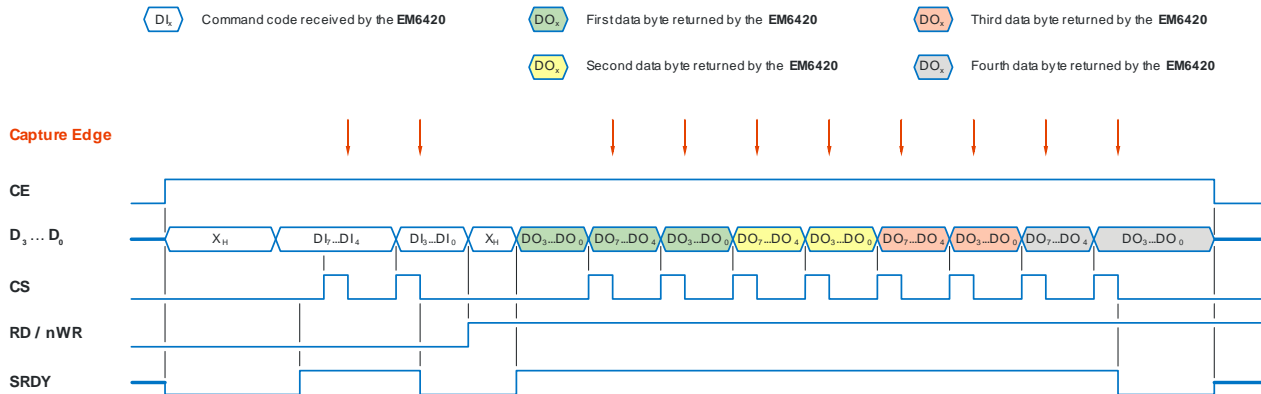 DIx Command code received by the EM6420 DOx First data byte returned by the EM6420 DOx Third data byte returned by the EM6420
DOx Second data byte returned by the EM6420 DOx Fourth data byte returned by the EM6420
Capture Edge
CE
D3 ... D0 XH DI7...DI4 DI3...DI0 XH DO3...DO0 DO7...DO4 DO3...DO0 DO7...DO4 DO3...DO0 DO7...DO4 DO3...DO0 DO7...DO4 DO3...DO0
CS
RD / nWR
SRDY